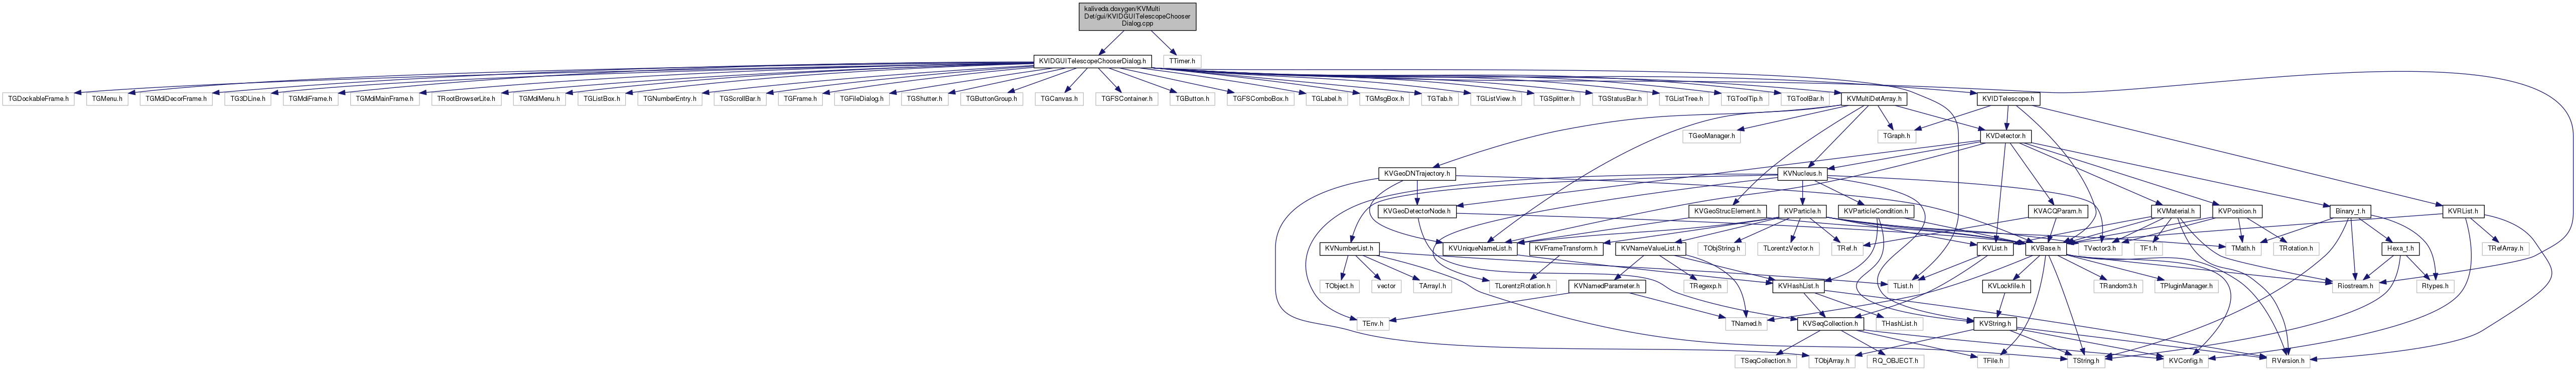 kaliveda.doxygen/KVMulti
Det/gui/KVIDGUITelescopeChooser
Dialog.cpp
KVIDGUITelescopeChooserDialog.h
TTimer.h
TGDockableFrame.h
TGMenu.h
TGMdiDecorFrame.h
TG3DLine.h
TGMdiFrame.h
TGMdiMainFrame.h
TRootBrowserLite.h
TGMdiMenu.h
TGListBox.h
TGNumberEntry.h
TGScrollBar.h
TGFrame.h
TGFileDialog.h
TGShutter.h
TGButtonGroup.h
TGCanvas.h
TGFSContainer.h
TGButton.h
TGFSComboBox.h
TGLabel.h
TGMsgBox.h
TGTab.h
TGListView.h
TGSplitter.h
TGStatusBar.h
TGListTree.h
TGToolTip.h
TGToolBar.h
KVMultiDetArray.h
KVIDTelescope.h
TGeoManager.h
TGraph.h
KVDetector.h
KVGeoDNTrajectory.h
KVNucleus.h
KVGeoDetectorNode.h
KVGeoStrucElement.h
KVParticle.h
KVParticleCondition.h
KVACQParam.h
KVMaterial.h
KVPosition.h
Binary_t.h
KVRList.h
KVNumberList.h
KVUniqueNameList.h
KVFrameTransform.h
KVNameValueList.h
TObjString.h
TLorentzVector.h
TRef.h
KVList.h
KVBase.h
TVector3.h
TF1.h
TMath.h
TRotation.h
Hexa_t.h
TRefArray.h
TObject.h
vector
TArrayI.h
TLorentzRotation.h
KVNamedParameter.h
TRegexp.h
KVHashList.h
TList.h
KVLockfile.h
TRandom3.h
TPluginManager.h
Riostream.h
Rtypes.h
TEnv.h
TNamed.h
KVSeqCollection.h
THashList.h
KVString.h
TSeqCollection.h
TObjArray.h
RQ_OBJECT.h
TFile.h
TString.h
KVConfig.h
RVersion.h